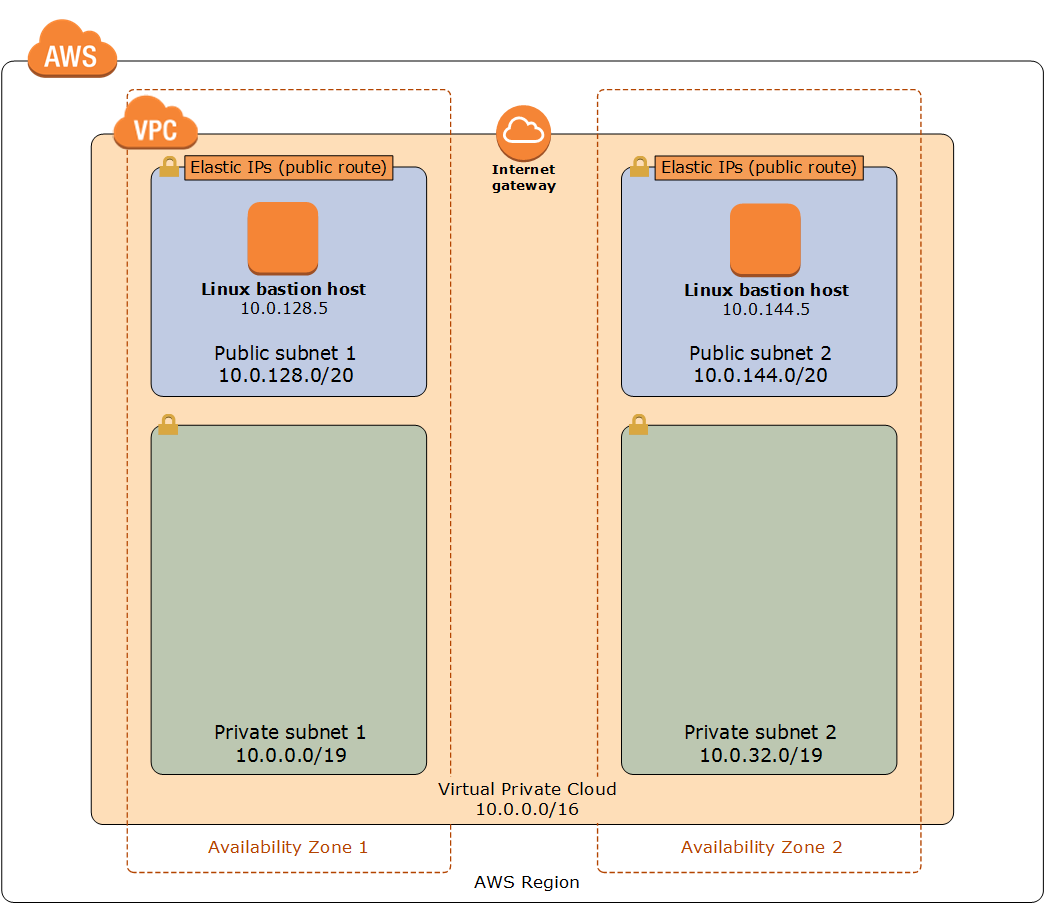 AWS
VPC
Elastic IPs (public route)
Internet
gateway
Elastic IPs (public route)
Linux bastion host
10.0.128.5
Public subnet 1
10.0.128.0/20
Linux bastion host
10.0.144.5
Public subnet 2
10.0.144.0/20
Private subnet 1
10.0.0.0/19
Private subnet 2
10.0.32.0/19
Virtual Private Cloud
10.0.0.0/16
Availability Zone 1
Availability Zone 2
AWS Region